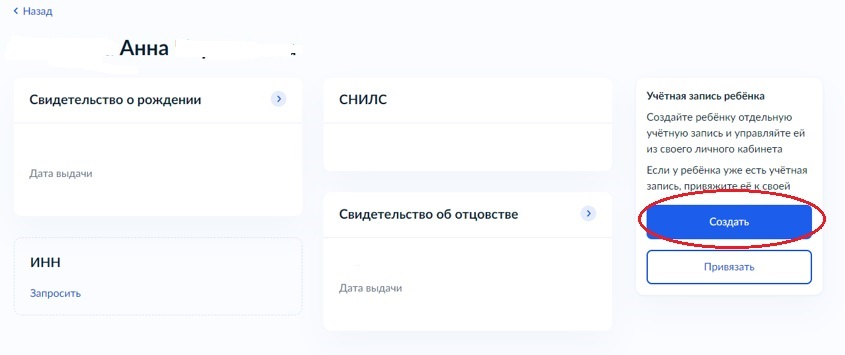 Назад
Анна
Свидетельство о рождении
Дата выдачи
ИНН
Запросить
СНИЛС
Свидетельство об отцовстве
Дата выдачи
Учётная запись ребёнка
Создайте ребёнку отдельную
учётную запись и управляйте ей
из своего личного кабинета
Если у ребёнка уже есть учётная
запись, привяжите её к своей
Создать
Привязать